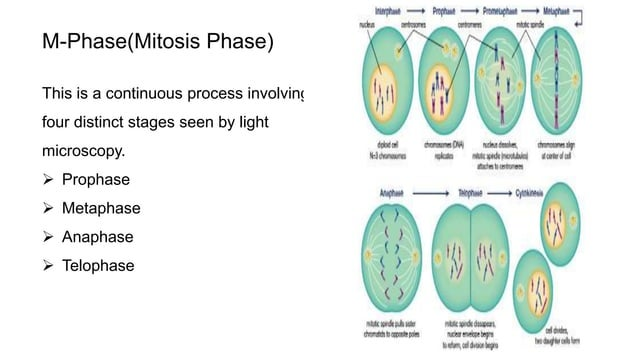 M-Phase(Mitosis Phase)
This is a continuous process involving
four distinct stages seen by light
microscopy.
➢ Prophase
➢ Metaphase
➢ Anaphase
➢ Telophase
Interphase Prophase Prometaphase Metaphase
nucleus centrosomes centromeres mitotic spindle
diploid cell
N=3 chromosomes
chromosomes (DNA)
replicates
nucleus dissolves,
mitotic spindle (microtubules)
attaches to centromeres
chromosomes align
at center of cell
Anaphase Telophase Cytokinesis
mitotic spindle pulls sister
chromatids to opposite poles
mitotic spindle disappears,
nuclear envelope begins
to return, cell division begins
cell divides,
two daughter cells form